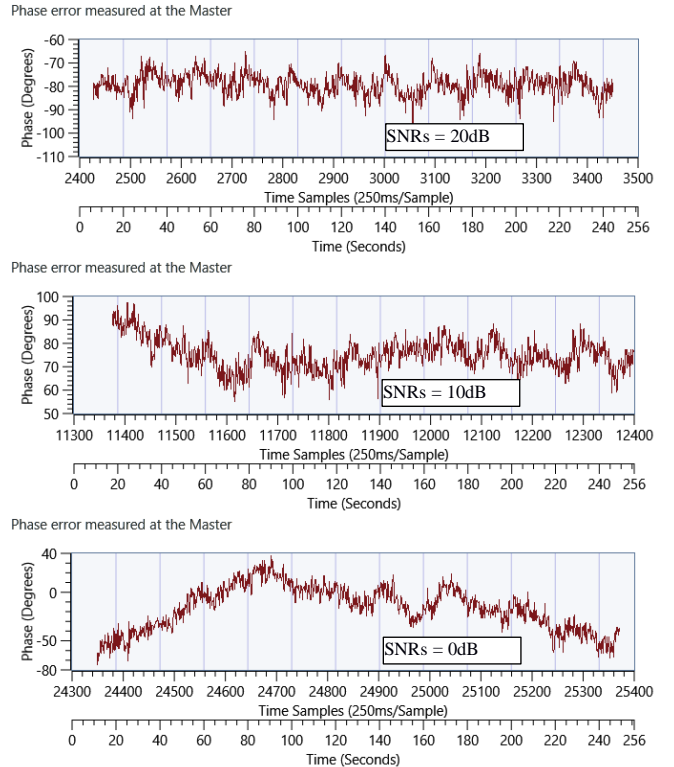 Phase error measured at the Master
-60
-70
-80
-90
-100
-110
Phase (Degrees)
SNRs = 20dB
2400 2500 2600 2700 2800 2900 3000 3100 3200 3300 3400 3500
Time Samples (250ms/Sample)
0 20 40 60 80 100 120 140 160 180 200 220 240 256
Time (Seconds)
Phase error measured at the Master
100
90
80
70
60
50
Phase (Degrees)
SNRs = 10dB
11300 11400 11500 11600 11700 11800 11900 12000 12100 12200 12300 12400
Time Samples (250ms/Sample)
0 20 40 60 80 100 120 140 160 180 200 220 240 256
Time (Seconds)
Phase error measured at the Master
40
0
-50
-80
Phase (Degrees)
SNRs = 0dB
24300 24400 24500 24600 24700 24800 24900 25000 25100 25200 25300 25400
Time Samples (250ms/Sample)
0 20 40 60 80 100 120 140 160 180 200 220 240 256
Time (Seconds)